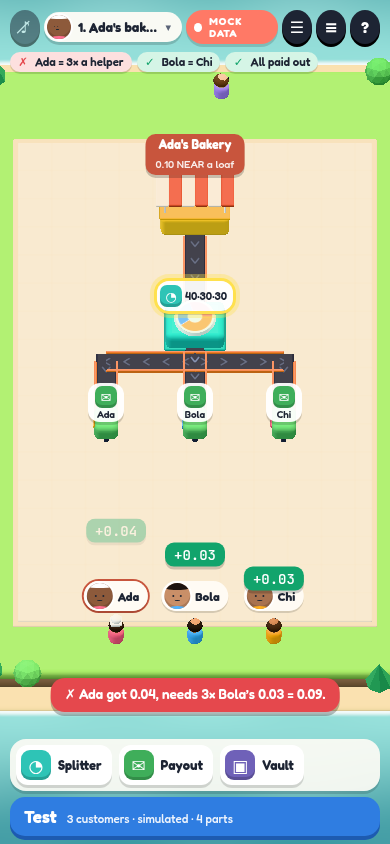 1. Ada's bak...
MOCK DATA
?
✗ Ada = 3x a helper
✓ Bola = Chi
✓ All paid out
Ada's Bakery
0.10 NEAR a loaf
40·30·30
Ada
Bola
Chi
+0.04
+0.03
+0.03
Ada
Bola
Chi
✗ Ada got 0.04, needs 3x Bola's 0.03 = 0.09.
Splitter
Payout
Vault
Test
3 customers · simulated · 4 parts